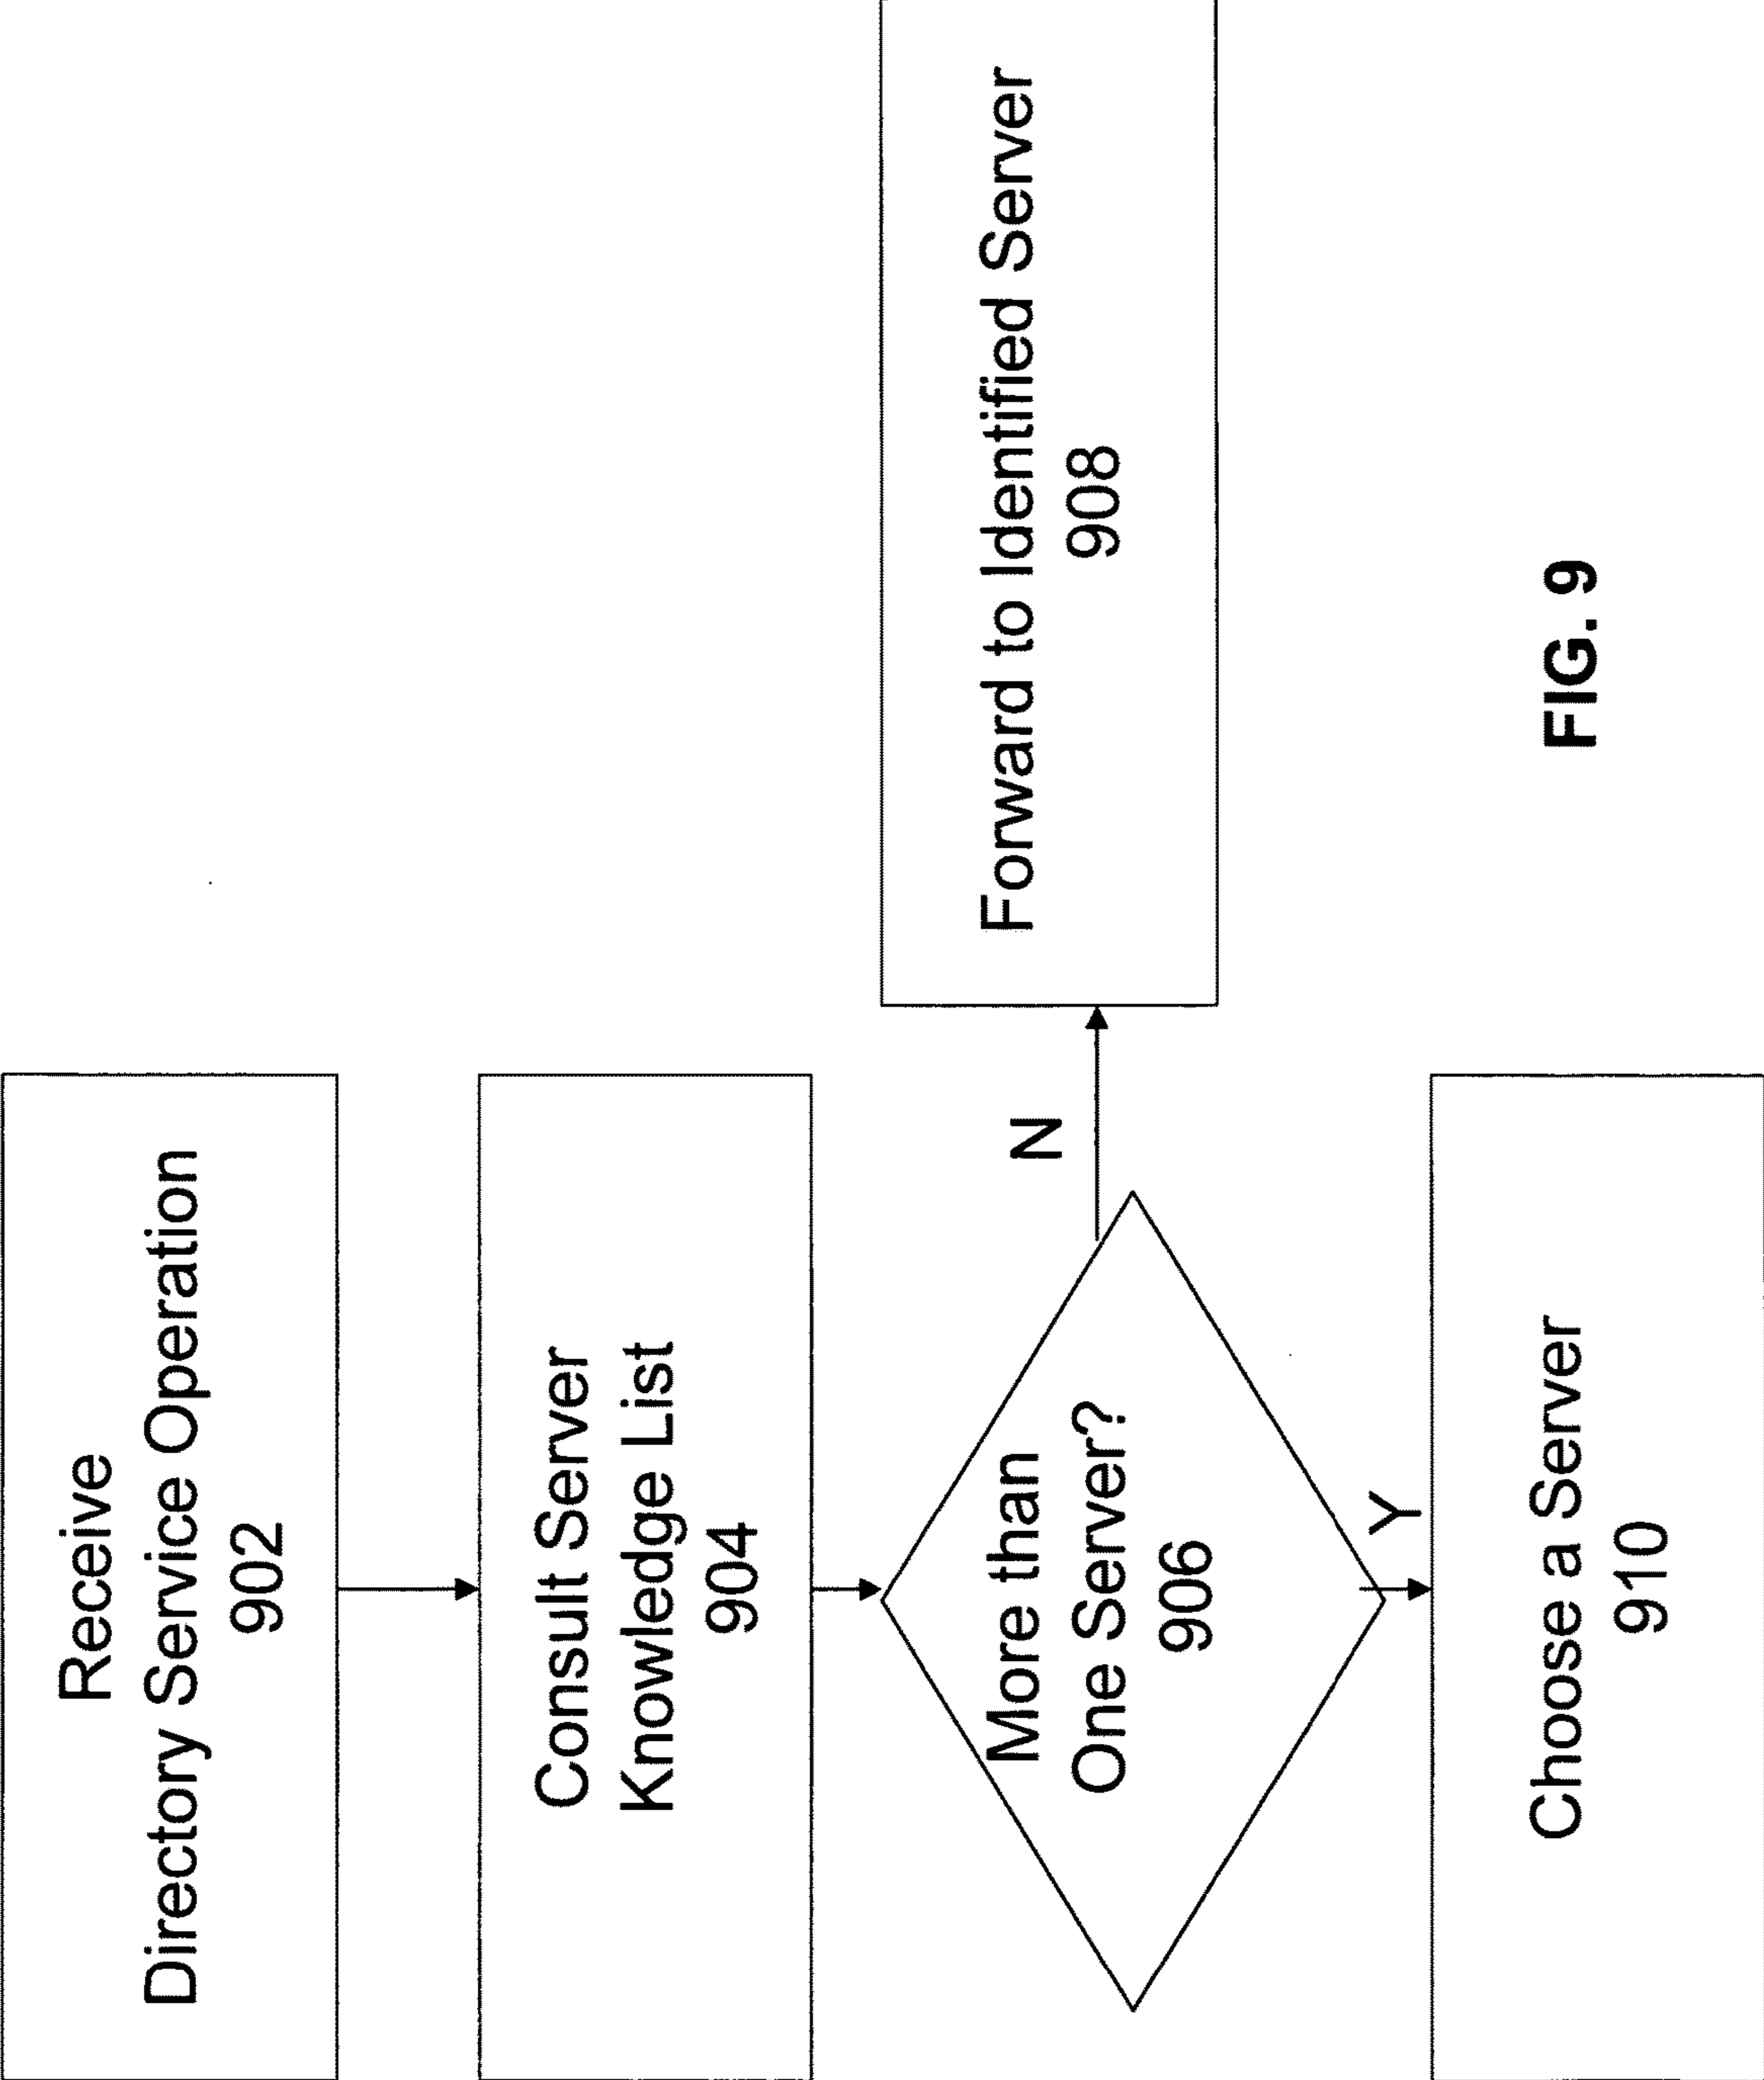 Receive
Directory Service Operation
902
Consult Server
Knowledge List
904
More than
One Server?
906
N
Forward to Identified Server
908
Y
Choose a Server
910
FIG. 9